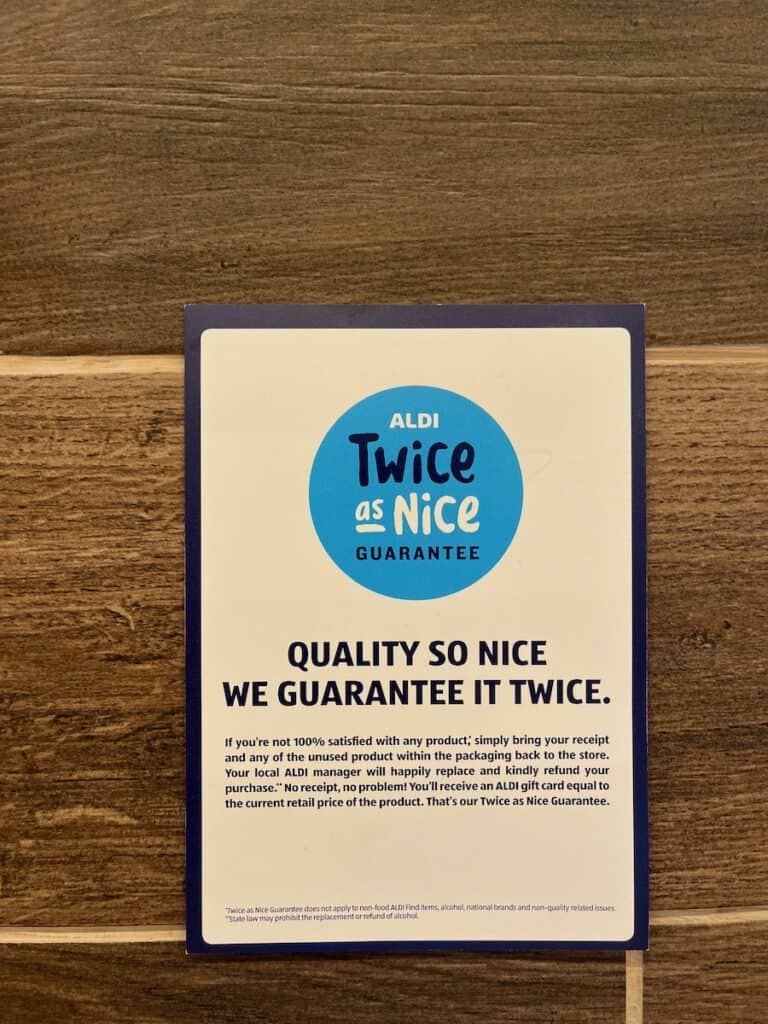 ALDI
Twice
as Nice
GUARANTEE
QUALITY SO NICE
WE GUARANTEE IT TWICE.
If you're not 100% satisfied with any product,* simply bring your receipt
and any of the unused product within the packaging back to the store.
Your local ALDI manager will happily replace and kindly refund your
purchase.** No receipt, no problem! You'll receive an ALDI gift card equal to
the current retail price of the product. That's our Twice as Nice Guarantee.
*Twice as Nice Guarantee does not apply to non-food ALDI Find items, alcohol, national brands and non-quality related issues.
**State law may prohibit the replacement or refund of alcohol.